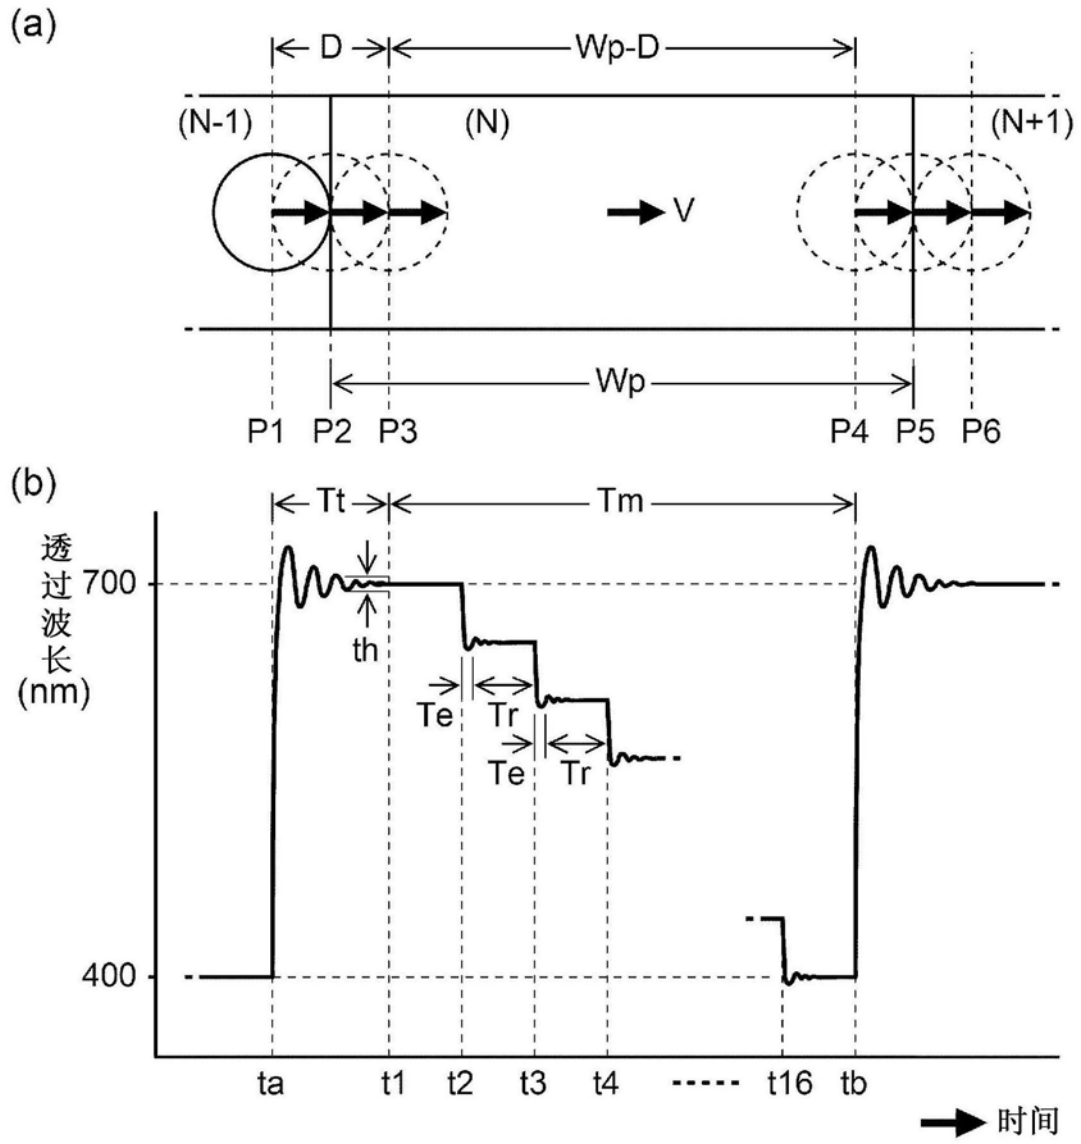 (a)
D
Wp-D
(N-1)
(N)
(N+1)
V
Wp
P1 P2 P3 P4 P5 P6
(b)
Tt
Tm
透过波长
(nm)
700
th
Te Tr
Te Tr
400
ta t1 t2 t3 t4 t16 tb
时间